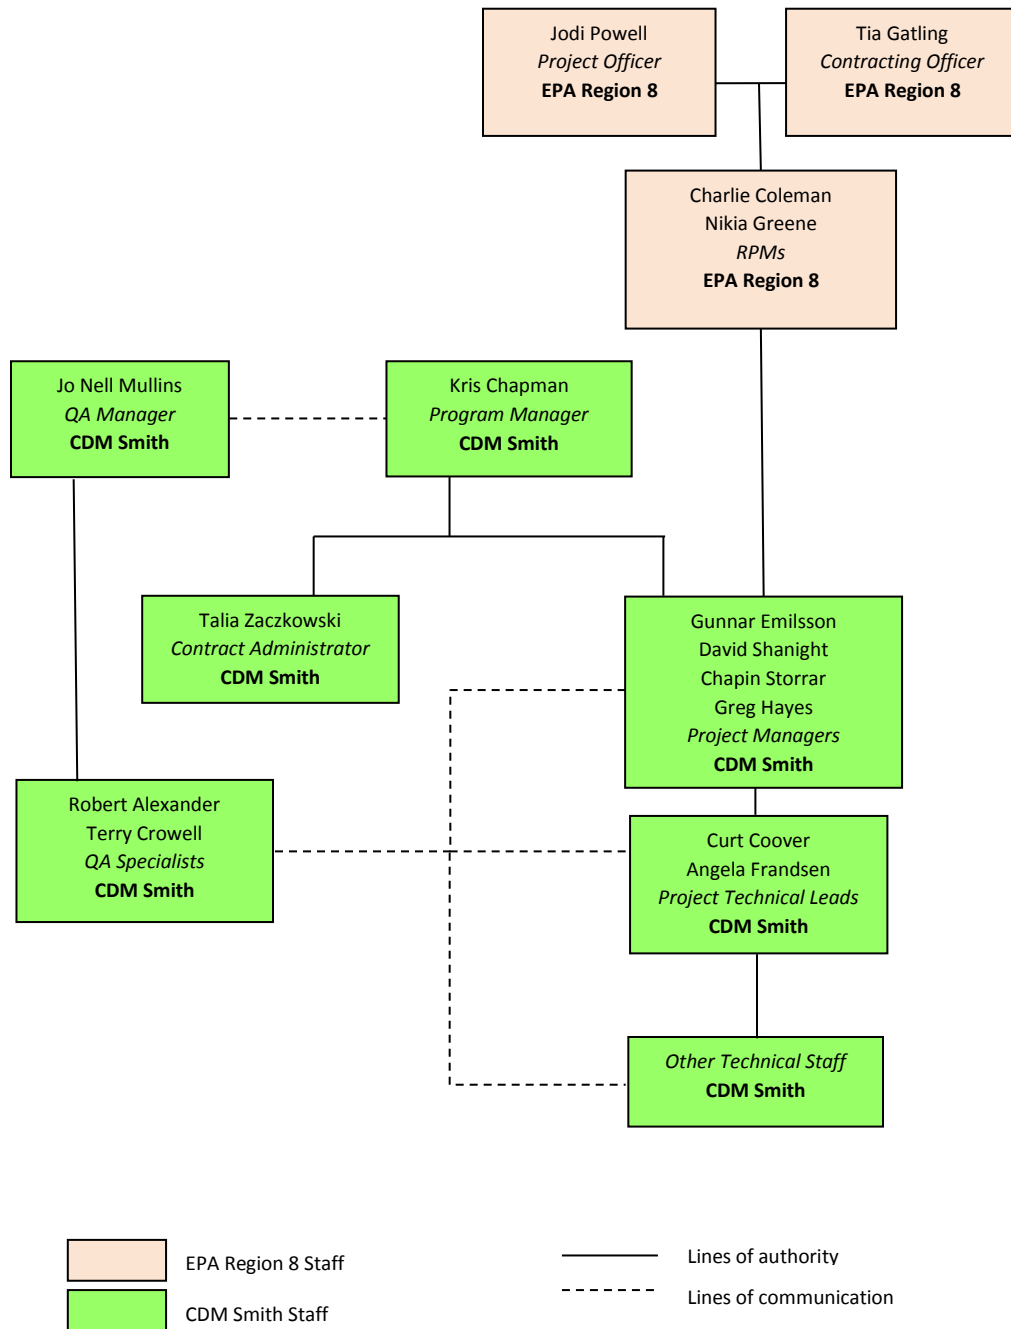 Jodi Powell
Project Officer
EPA Region 8
Tia Gatling
Contracting Officer
EPA Region 8
Charlie Coleman
Nikia Greene
RPMs
EPA Region 8
Jo Nell Mullins
QA Manager
CDM Smith
Kris Chapman
Program Manager
CDM Smith
Talia Zaczkowski
Contract Administrator
CDM Smith
Gunnar Emilsson
David Shanight
Chapin Storrar
Greg Hayes
Project Managers
CDM Smith
Robert Alexander
Terry Crowell
QA Specialists
CDM Smith
Curt Coover
Angela Frandsen
Project Technical Leads
CDM Smith
Other Technical Staff
CDM Smith
EPA Region 8 Staff
CDM Smith Staff
Lines of authority
Lines of communication